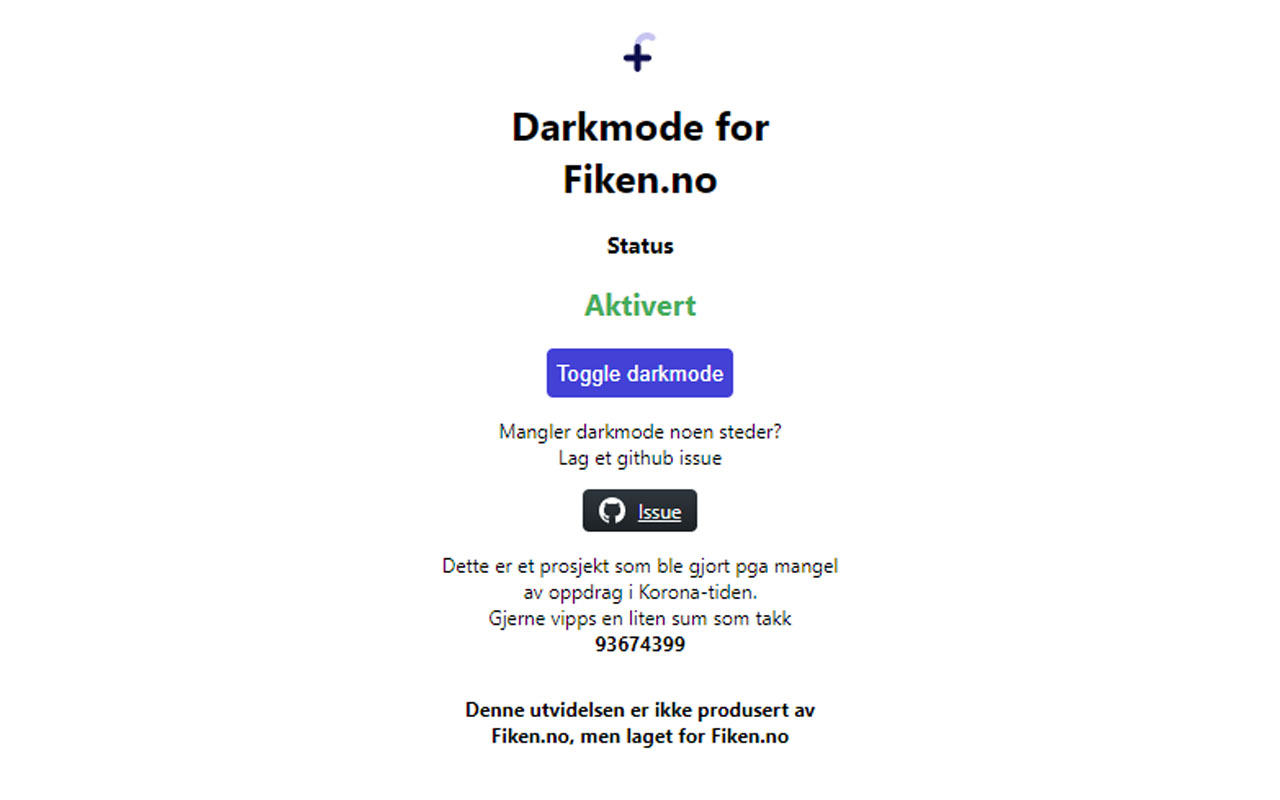 Darkmode for
Fiken.no
Status
Aktivert
Toggle darkmode
Mangler darkmode noen steder?
Lag et github issue
Issue
Dette er et prosjekt som ble gjort pga mangel
av oppdrag i Korona-tiden.
Gjerne vipps en liten sum som takk
93674399
Denne utvidelsen er ikke produsert av
Fiken.no, men laget for Fiken.no